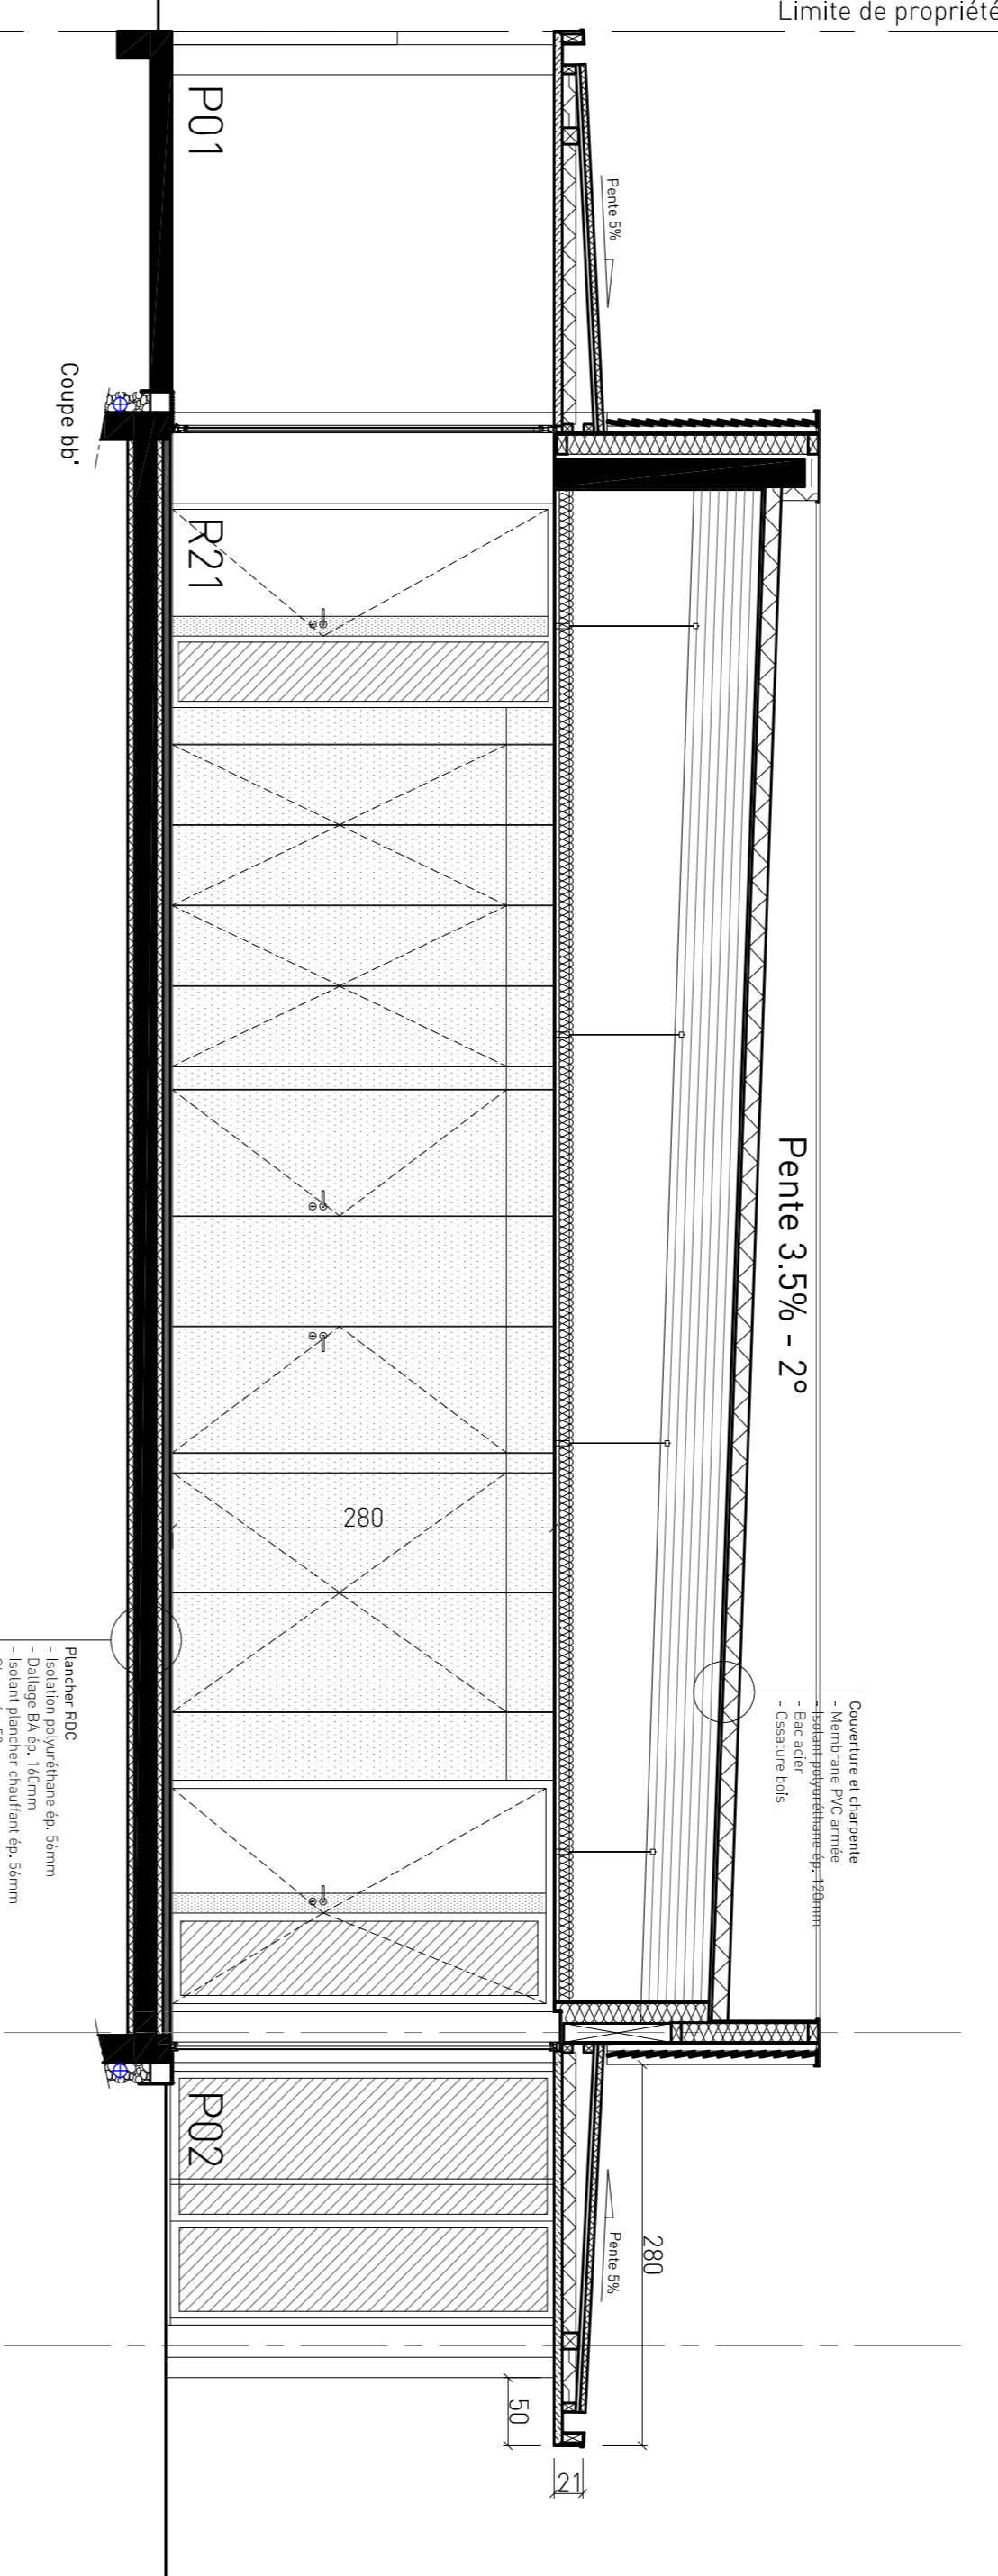 Limite de propriété
P01
Pente 5%
Coupe bb'
R21
Pente 3.5% - 2°
280
Couverture et charpente
- Membrane PVC armée
- Isolant polyuréthane ép. 120mm
- Bac acier
- Ossature bois
Plancher RDC
- Isolation polyuréthane ép. 56mm
- Dallage BA ép. 160mm
- Isolant plancher chauffant ép. 56mm
P02
Pente 5%
280
50
21